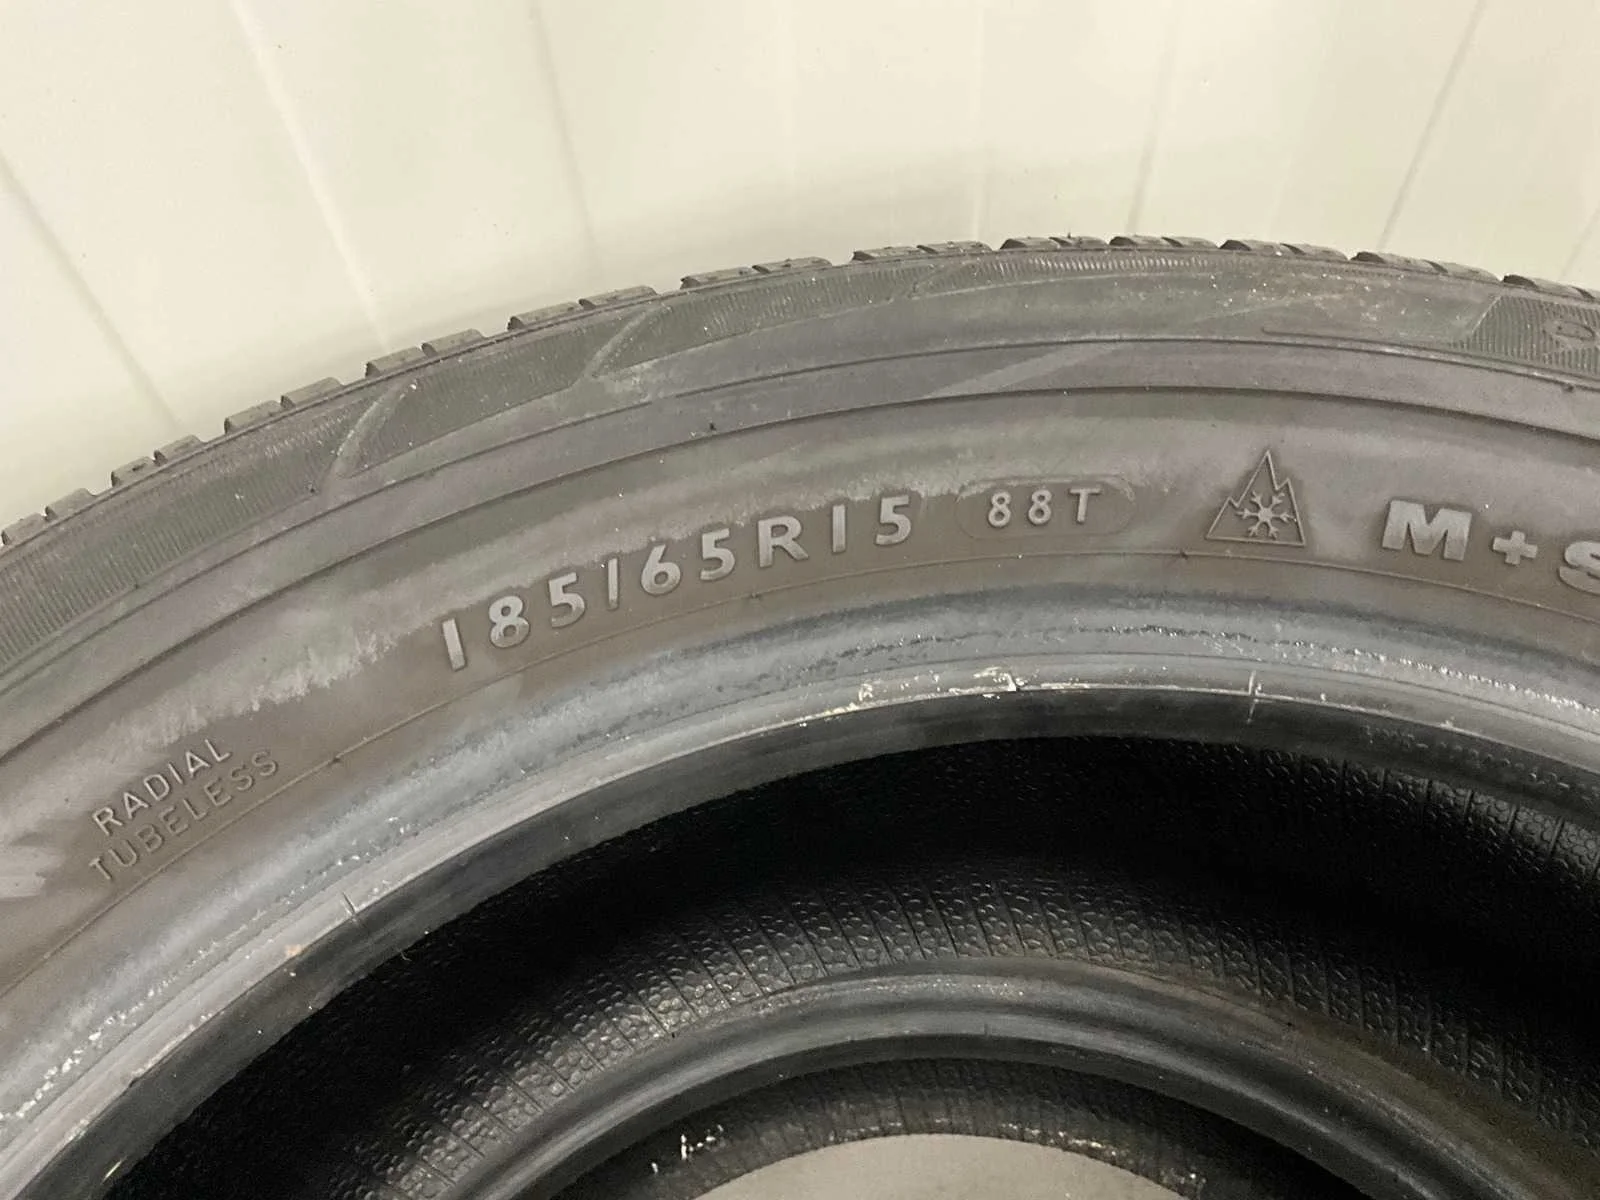 185/65R15 88T M+S
RADIAL
TUBELESS